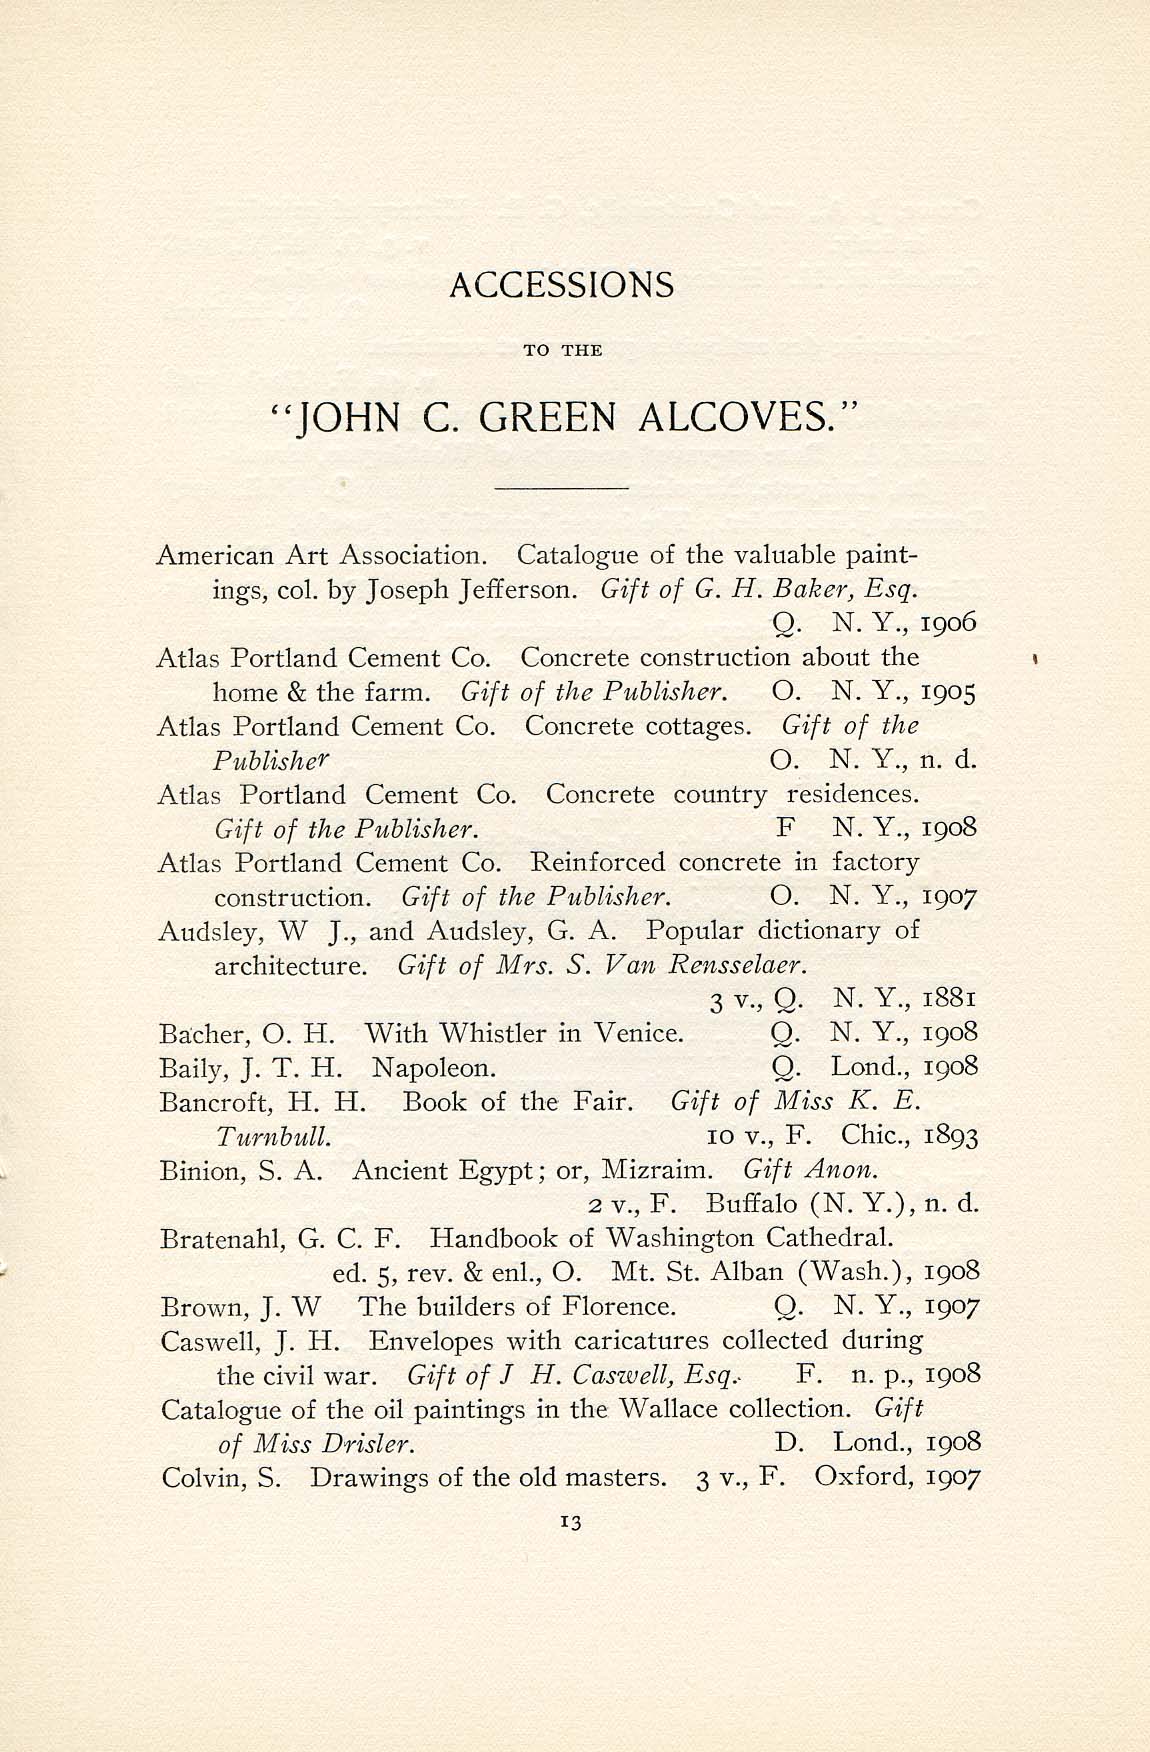 ACCESSIONS
TO THE
“JOHN C. GREEN ALCOVES.”
American Art Association. Catalogue of the valuable paint-
ings, col. by Joseph Jefferson. Gift of G. H. Baker, Esq.
Q. N. Y., 1906
Atlas Portland Cement Co. Concrete construction about the
home & the farm. Gift of the Publisher. O. N. Y., 1905
Atlas Portland Cement Co. Concrete cottages. Gift of the
Publisher O. N. Y., n. d.
Atlas Portland Cement Co. Concrete country residences.
Gift of the Publisher. F N. Y., 1908
Atlas Portland Cement Co. Reinforced concrete in factory
construction. Gift of the Publisher. O. N. Y., 1907
Audsley, W J., and Audsley, G. A. Popular dictionary of
architecture. Gift of Mrs. S. Van Rensselaer.
3 v., Q. N. Y., 1881
Bacher, O. H. With Whistler in Venice. Q. N. Y., 1908
Baily, J. T. H. Napoleon. Q. Lond., 1908
Bancroft, H. H. Book of the Fair. Gift of Miss K. E.
Turnbull. 10 v., F. Chic., 1893
Binion, S. A. Ancient Egypt; or, Mizraim. Gift Anon.
2 v., F. Buffalo (N. Y.), n. d.
Bratenahl, G. C. F. Handbook of Washington Cathedral.
ed. 5, rev. & enl., O. Mt. St. Alban (Wash.), 1908
Brown, J. W The builders of Florence. Q. N. Y., 1907
Caswell, J. H. Envelopes with caricatures collected during
the civil war. Gift of J H. Caswell, Esq. F. n. p., 1908
Catalogue of the oil paintings in the Wallace collection. Gift
of Miss Drisler. D. Lond., 1908
Colvin, S. Drawings of the old masters. 3 v., F. Oxford, 1907
13